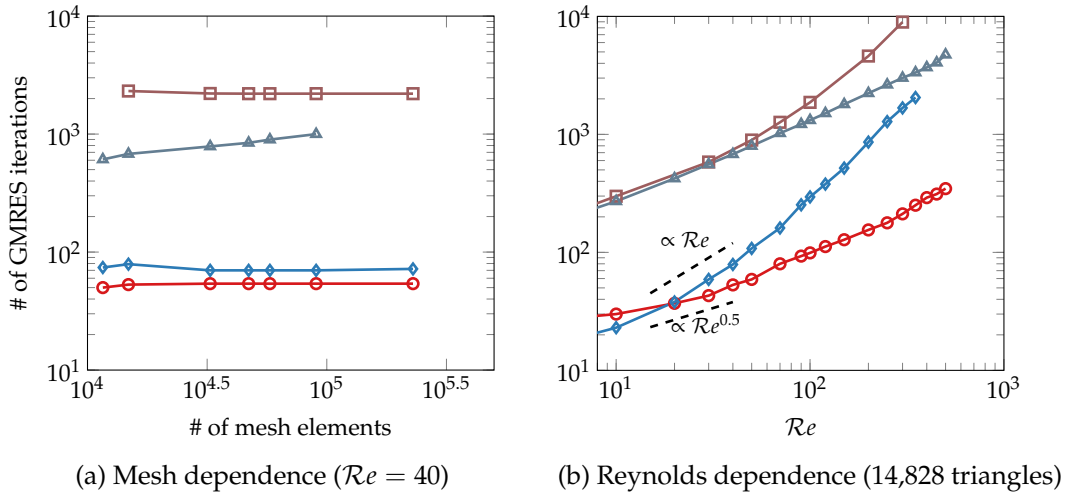 # of GMRES iterations
10^4
10^3
10^2
10^1
10^4
10^4.5
10^5
10^5.5
# of mesh elements
(a) Mesh dependence (Re = 40)
10^4
10^3
10^2
10^1
∝ Re
∝ Re^0.5
10^1
10^2
10^3
Re
(b) Reynolds dependence (14,828 triangles)